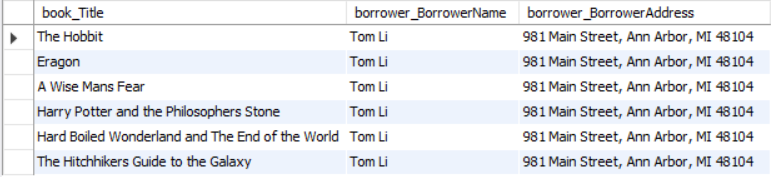 book_Title borrower_BorrowerName borrower_BorrowerAddress
The Hobbit Tom Li 981 Main Street, Ann Arbor, MI 48104
Eragon Tom Li 981 Main Street, Ann Arbor, MI 48104
A Wise Mans Fear Tom Li 981 Main Street, Ann Arbor, MI 48104
Harry Potter and the Philosophers Stone Tom Li 981 Main Street, Ann Arbor, MI 48104
Hard Boiled Wonderland and The End of the World Tom Li 981 Main Street, Ann Arbor, MI 48104
The Hitchhikers Guide to the Galaxy Tom Li 981 Main Street, Ann Arbor, MI 48104